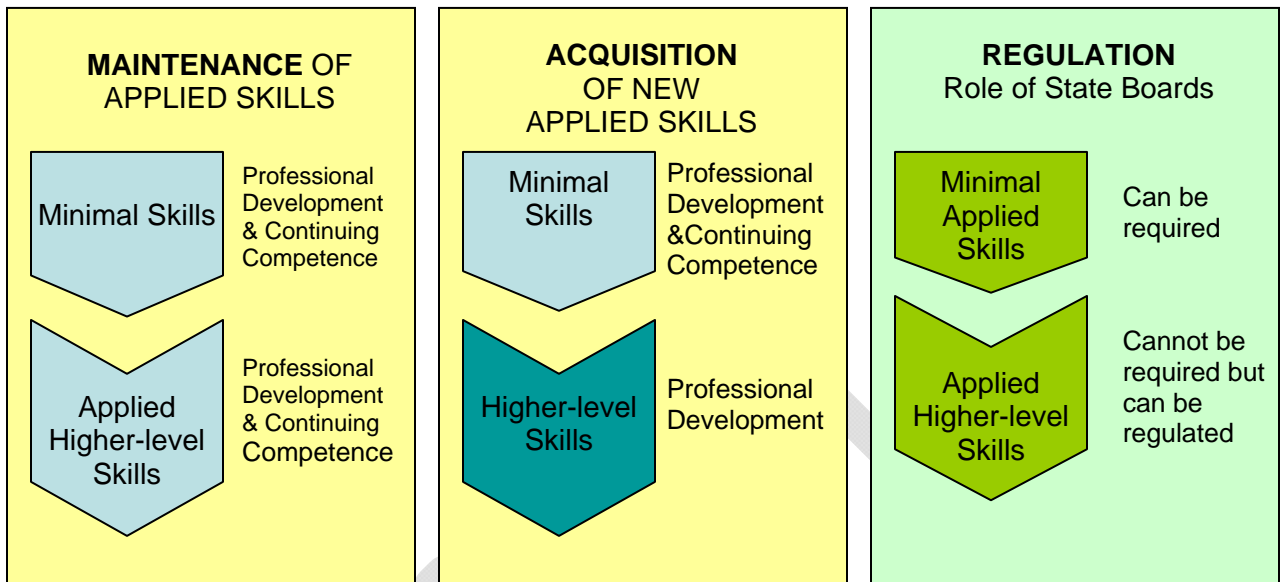 MAINTENANCE OF
APPLIED SKILLS
Minimal Skills
Professional
Development
& Continuing
Competence
Applied
Higher-level
Skills
Professional
Development
& Continuing
Competence
ACQUISITION
OF NEW
APPLIED SKILLS
Minimal
Skills
Professional
Development
&Continuing
Competence
Higher-level
Skills
Professional
Development
REGULATION
Role of State Boards
Minimal
Applied
Skills
Can be
required
Applied
Higher-level
Skills
Cannot be
required but
can be
regulated